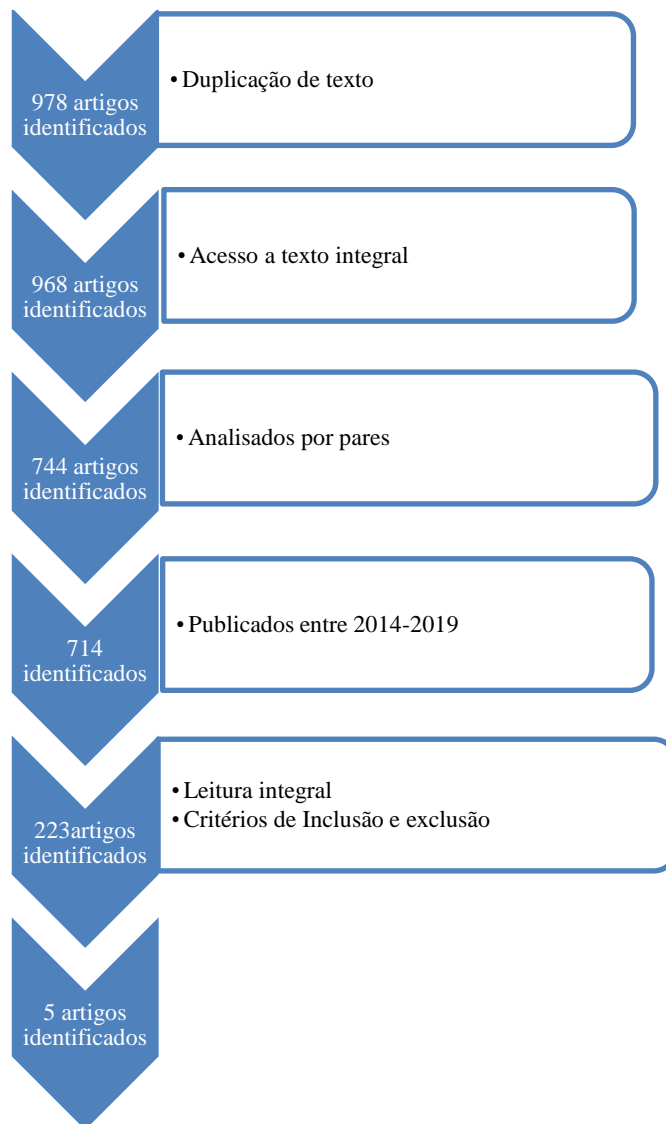 978 artigos
identificados
• Duplicação de texto
968 artigos
identificados
• Acesso a texto integral
744 artigos
identificados
• Analisados por pares
714
identificados
• Publicados entre 2014-2019
223artigos
identificados
• Leitura integral
• Critérios de Inclusão e exclusão
5 artigos
identificados